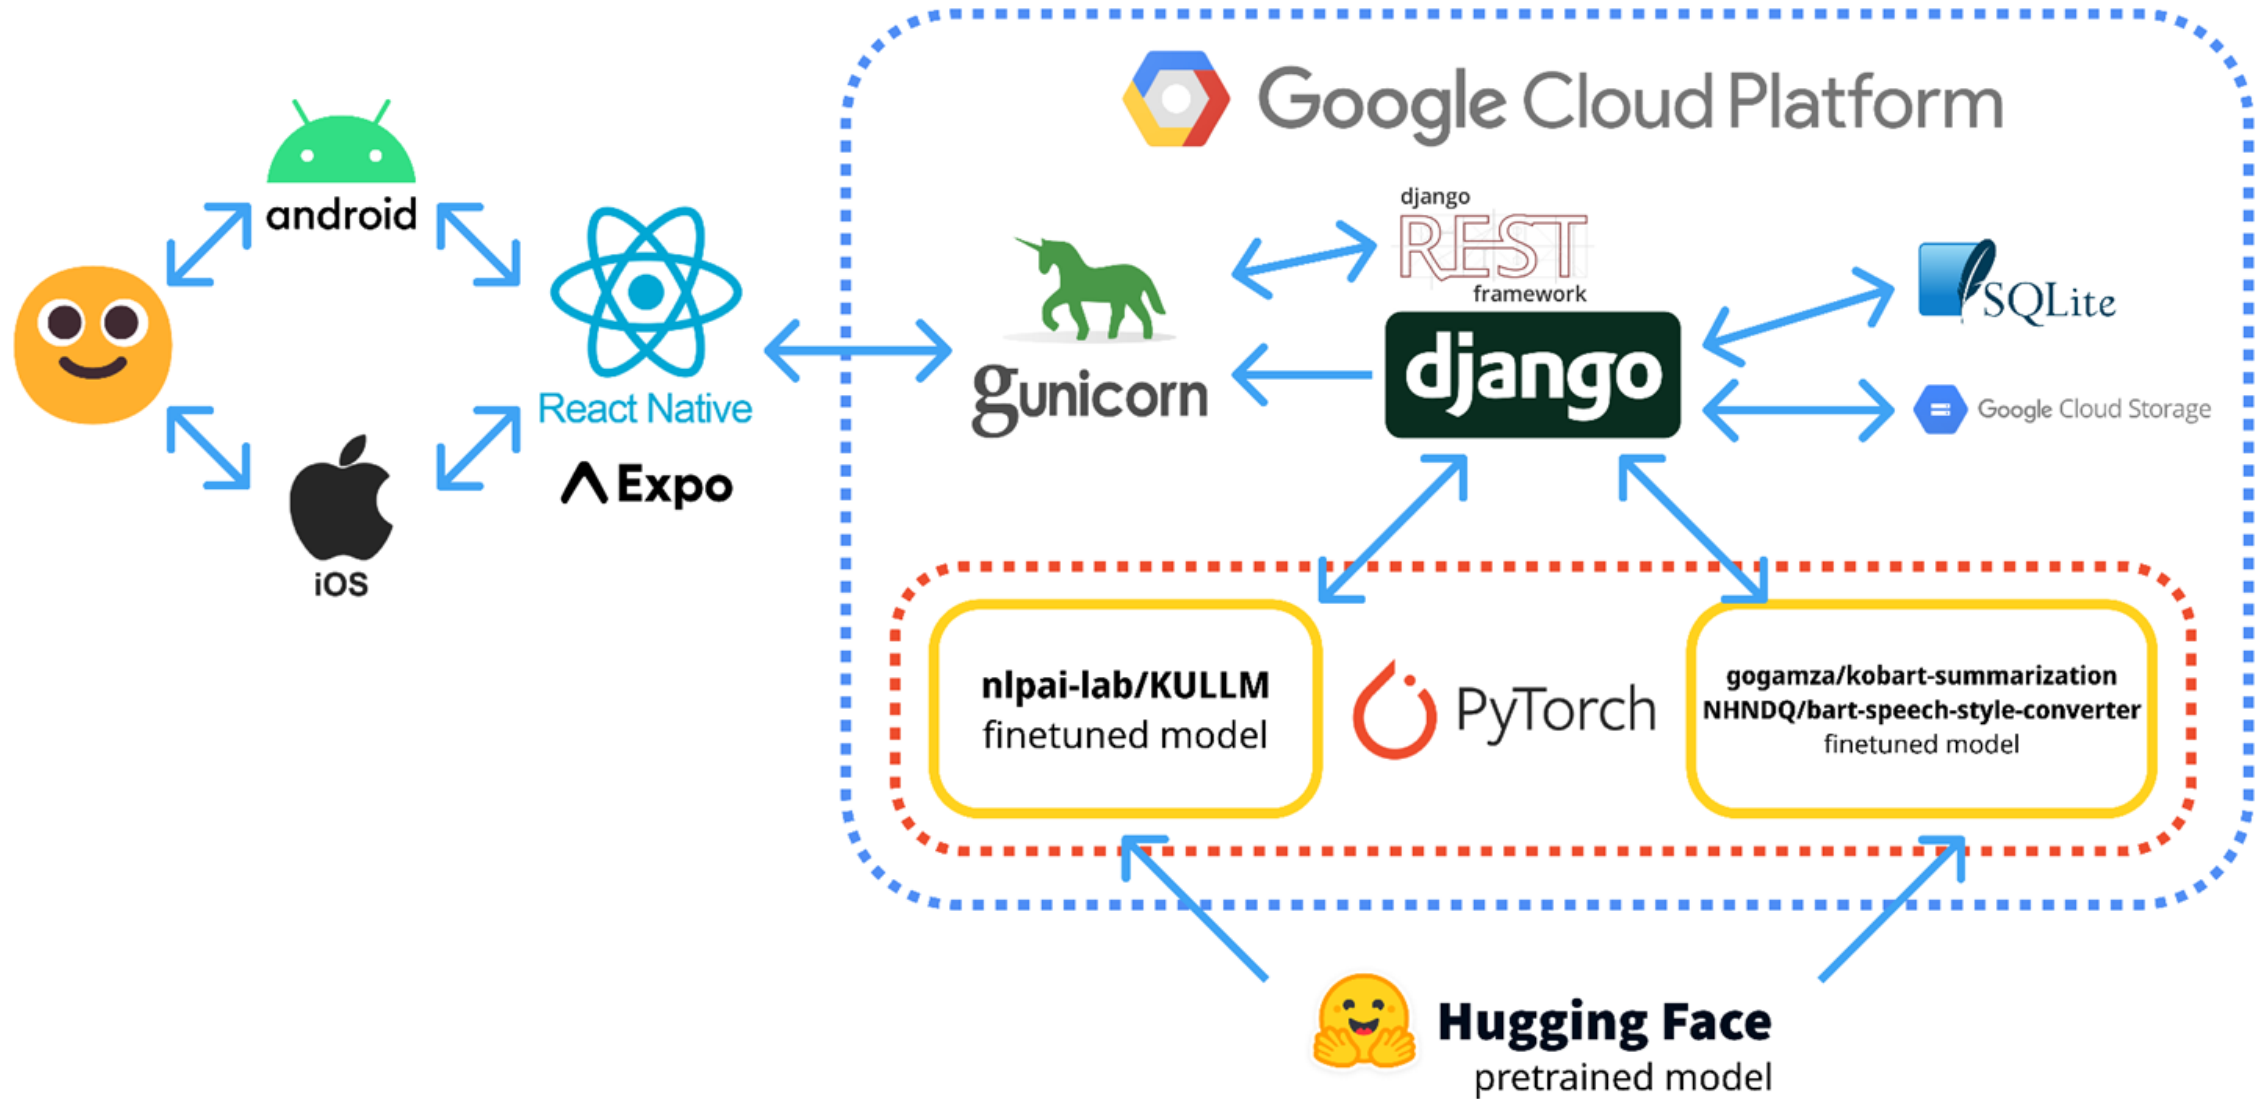 Google Cloud Platform
android
django
REST
framework
SQLite
gunicorn
django
React Native
Google Cloud Storage
Expo
iOS
nlpai-lab/KULLM
finetuned model
PyTorch
gogamza/kobart-summarization
NHNDQ/bart-speech-style-converter
finetuned model
Hugging Face
pretrained model